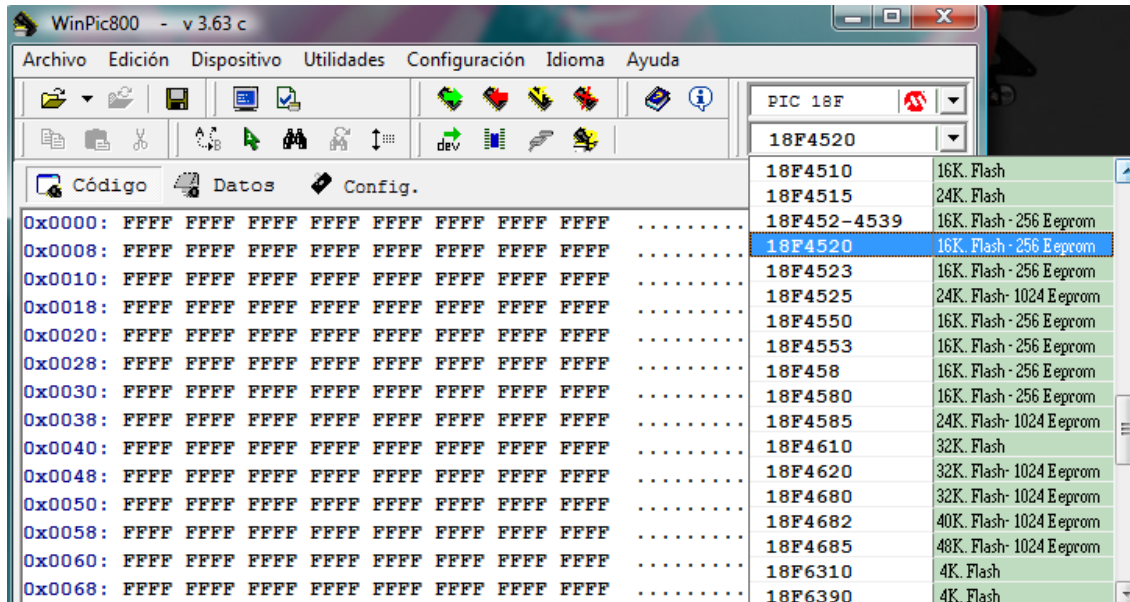 WinPic800 - v 3.63 c
Archivo Edición Dispositivo Utilidades Configuración Idioma Ayuda
PIC 18F
18F4520
Código Datos Config.
0x0000: FFFF FFFF FFFF FFFF FFFF FFFF FFFF FFFF .........
0x0008: FFFF FFFF FFFF FFFF FFFF FFFF FFFF FFFF .........
0x0010: FFFF FFFF FFFF FFFF FFFF FFFF FFFF FFFF .........
0x0018: FFFF FFFF FFFF FFFF FFFF FFFF FFFF FFFF .........
0x0020: FFFF FFFF FFFF FFFF FFFF FFFF FFFF FFFF .........
0x0028: FFFF FFFF FFFF FFFF FFFF FFFF FFFF FFFF .........
0x0030: FFFF FFFF FFFF FFFF FFFF FFFF FFFF FFFF .........
0x0038: FFFF FFFF FFFF FFFF FFFF FFFF FFFF FFFF .........
0x0040: FFFF FFFF FFFF FFFF FFFF FFFF FFFF FFFF .........
0x0048: FFFF FFFF FFFF FFFF FFFF FFFF FFFF FFFF .........
0x0050: FFFF FFFF FFFF FFFF FFFF FFFF FFFF FFFF .........
0x0058: FFFF FFFF FFFF FFFF FFFF FFFF FFFF FFFF .........
0x0060: FFFF FFFF FFFF FFFF FFFF FFFF FFFF FFFF .........
0x0068: FFFF FFFF FFFF FFFF FFFF FFFF FFFF FFFF .........
18F4510 16K. Flash
18F4515 24K. Flash
18F452-4539 16K. Flash - 256 Eeprom
18F4520 16K. Flash - 256 Eeprom
18F4523 16K. Flash - 256 Eeprom
18F4525 24K. Flash- 1024 Eeprom
18F4550 16K. Flash - 256 Eeprom
18F4553 16K. Flash - 256 Eeprom
18F458 16K. Flash - 256 Eeprom
18F4580 16K. Flash - 256 Eeprom
18F4585 24K. Flash- 1024 Eeprom
18F4610 32K. Flash
18F4620 32K. Flash- 1024 Eeprom
18F4680 32K. Flash- 1024 Eeprom
18F4682 40K. Flash- 1024 Eeprom
18F4685 48K. Flash- 1024 Eeprom
18F6310 4K. Flash
18F6390 4K. Flash